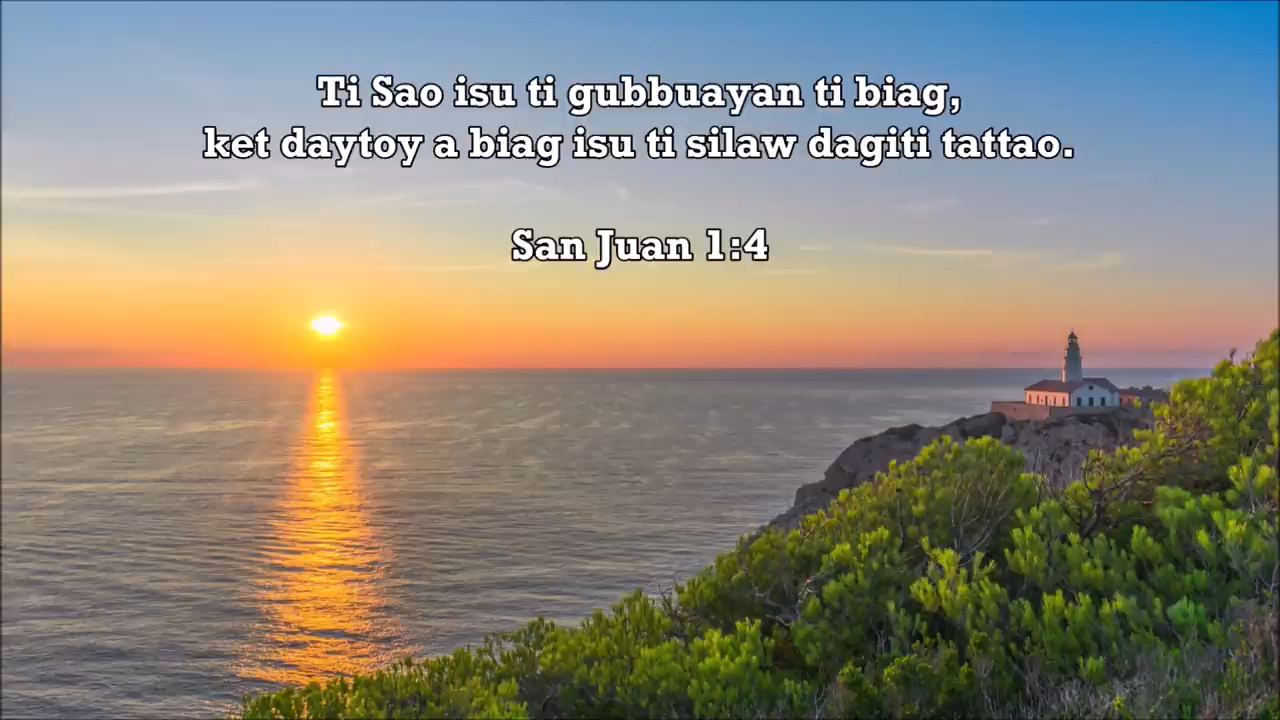 Ti Sao isu ti gubbuayan ti biag,
ket daytoy a biag isu ti silaw dagiti tattao.
San Juan 1:4